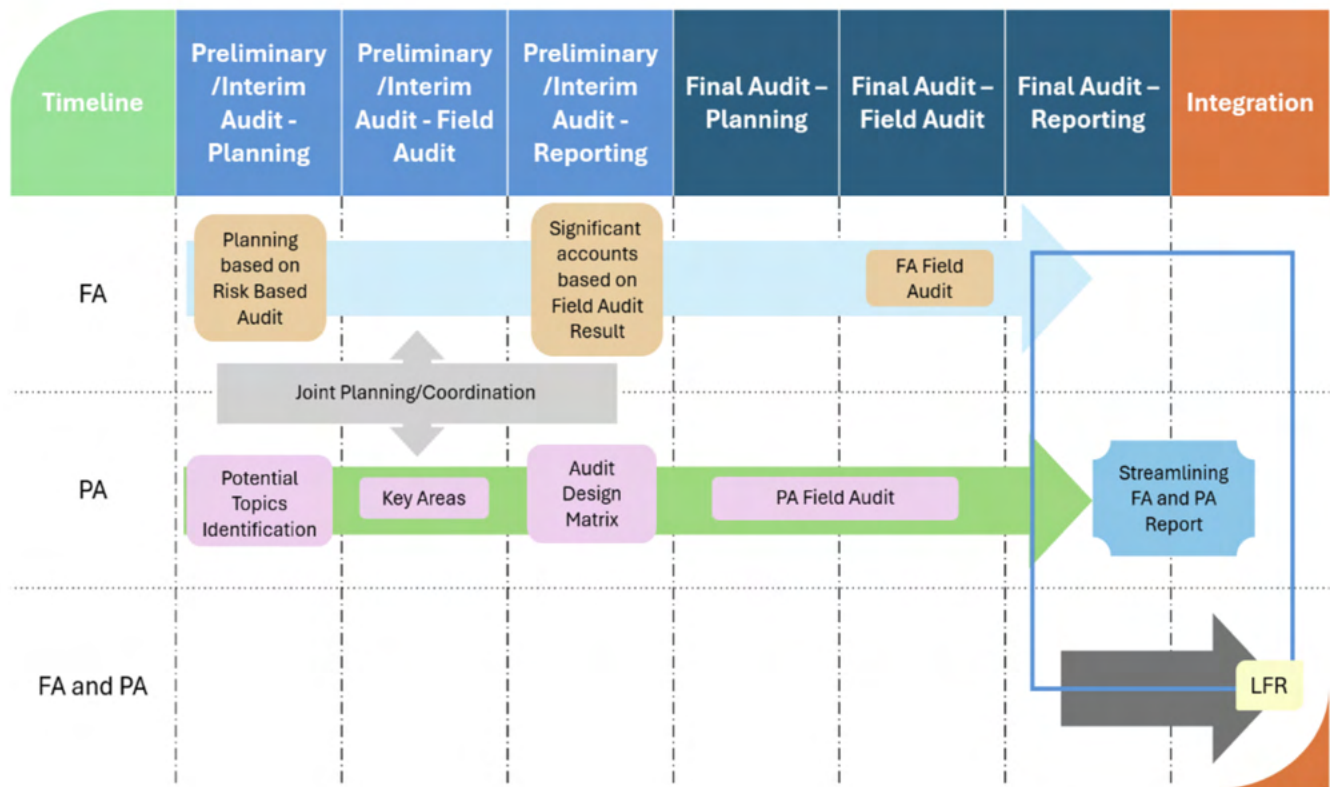 Timeline
Preliminary
/Interim
Audit -
Planning
Preliminary
/Interim
Audit - Field
Audit
Preliminary
/Interim
Audit -
Reporting
Final Audit –
Planning
Final Audit –
Field Audit
Final Audit –
Reporting
Integration
FA
Planning
based on
Risk Based
Audit
Significant
accounts
based on
Field Audit
Result
FA Field
Audit
Joint Planning/Coordination
PA
Potential
Topics
Identification
Key Areas
Audit
Design
Matrix
PA Field Audit
Streamlining
FA and PA
Report
FA and PA
LFR